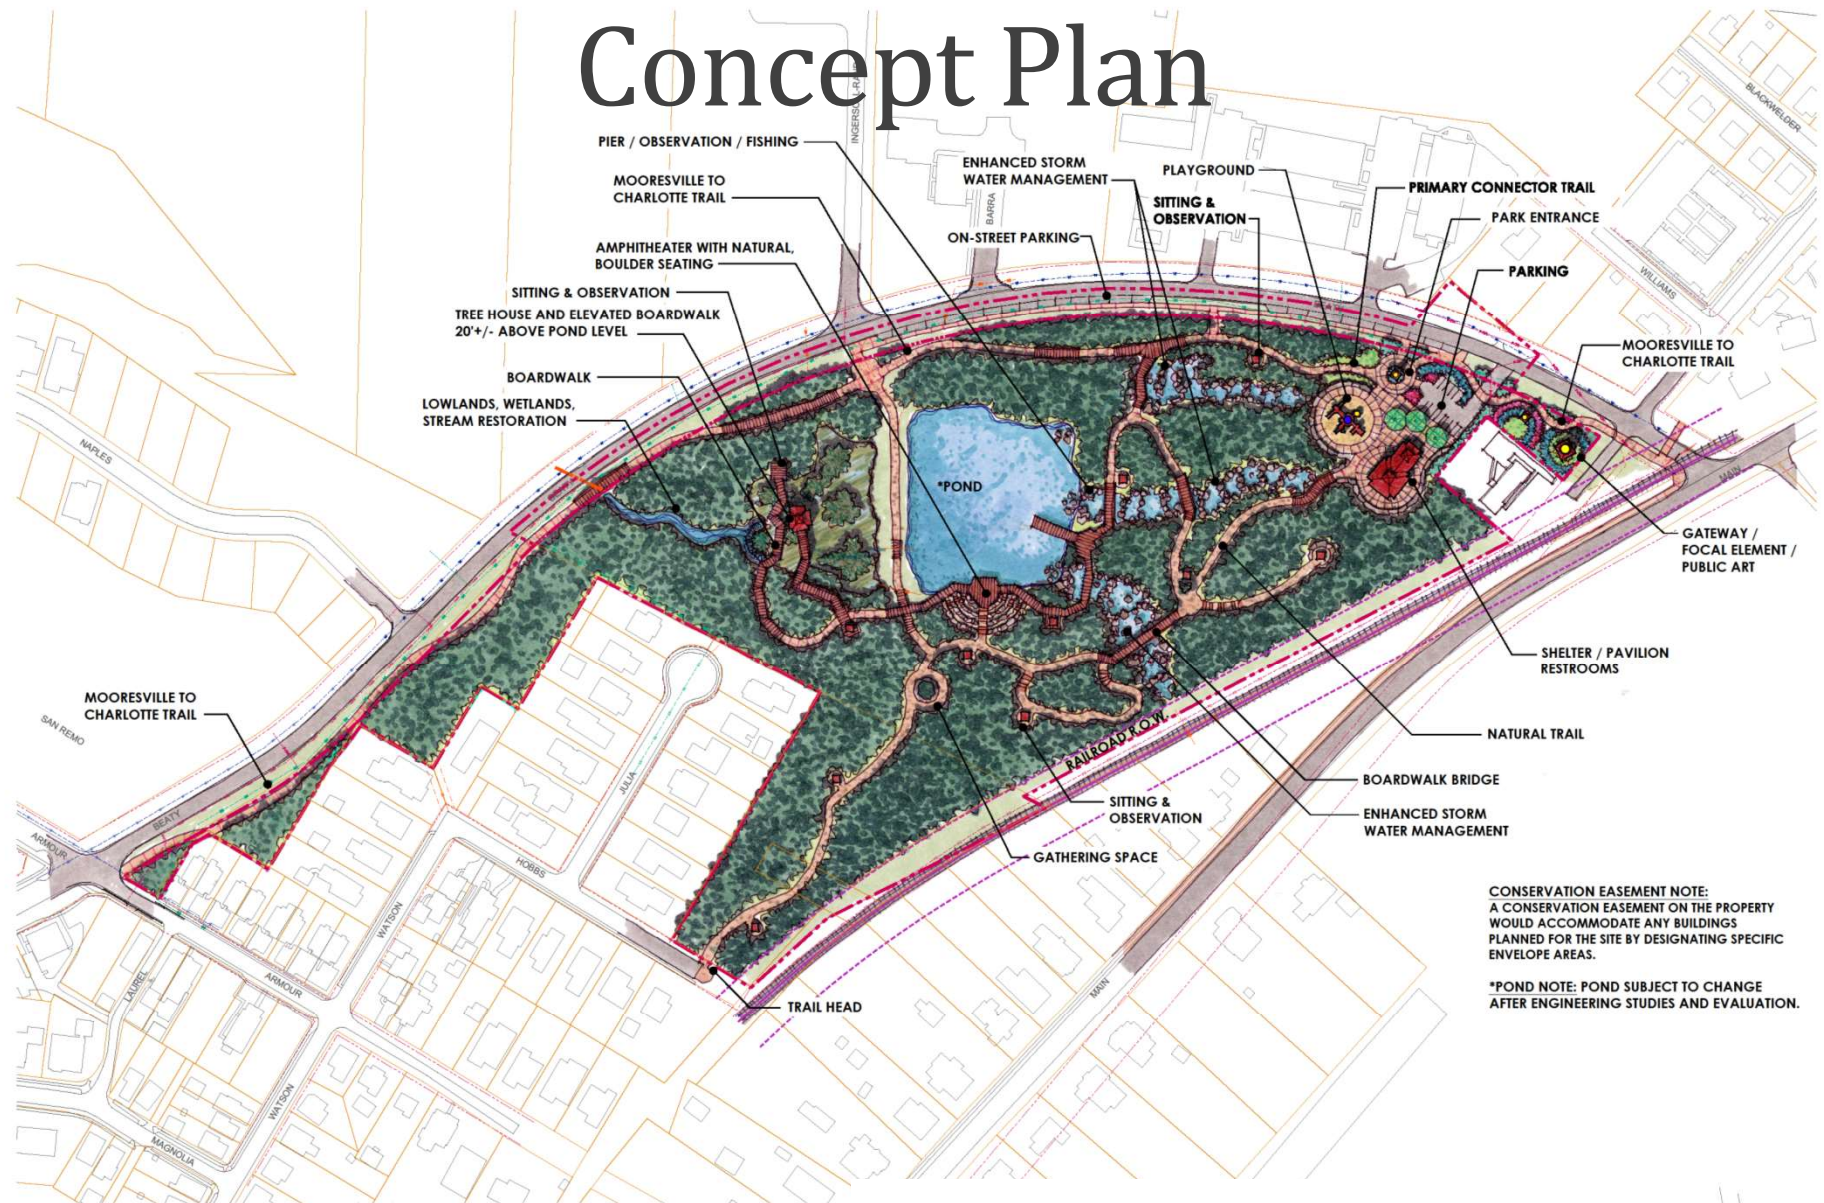 Concept Plan
INGERSOLL-RAND
BLACKWELDER
PIER / OBSERVATION / FISHING
MOORESVILLE TO
CHARLOTTE TRAIL
AMPHITHEATER WITH NATURAL,
BOULDER SEATING
SITTING & OBSERVATION
TREE HOUSE AND ELEVATED BOARDWALK
20'+/- ABOVE POND LEVEL
BOARDWALK
LOWLANDS, WETLANDS,
STREAM RESTORATION
ENHANCED STORM
WATER MANAGEMENT
BARRA
ON-STREET PARKING
PLAYGROUND
SITTING &
OBSERVATION
PRIMARY CONNECTOR TRAIL
PARK ENTRANCE
PARKING
WILLIAMS
MOORESVILLE TO
CHARLOTTE TRAIL
NAPLES
*POND
MAIN
GATEWAY /
FOCAL ELEMENT /
PUBLIC ART
SHELTER / PAVILION
RESTROOMS
MOORESVILLE TO
CHARLOTTE TRAIL
SAN REMO
RAILROAD R.O.W.
NATURAL TRAIL
BOARDWALK BRIDGE
JULIA
SITTING &
OBSERVATION
ENHANCED STORM
WATER MANAGEMENT
BEATY
ARMOUR
HOBBS
GATHERING SPACE
WATSON
LAUREL
ARMOUR
MAIN
TRAIL HEAD
CONSERVATION EASEMENT NOTE:
A CONSERVATION EASEMENT ON THE PROPERTY
WOULD ACCOMMODATE ANY BUILDINGS
PLANNED FOR THE SITE BY DESIGNATING SPECIFIC
ENVELOPE AREAS.
*POND NOTE: POND SUBJECT TO CHANGE
AFTER ENGINEERING STUDIES AND EVALUATION.
WATSON
MAGNOLIA